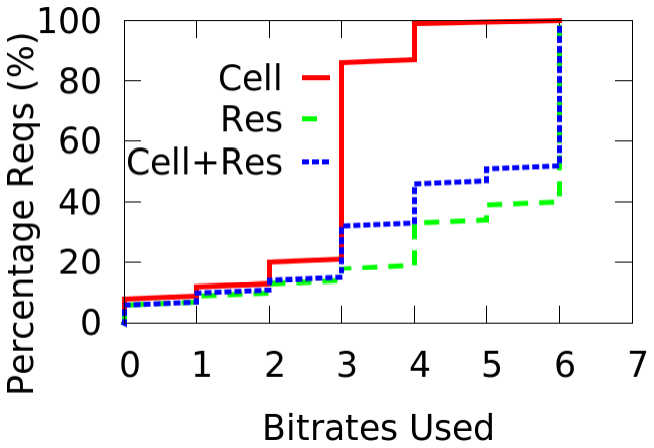 Percentage Reqs (%)
100
80
60
40
20
0
Cell
Res
Cell+Res
0 1 2 3 4 5 6 7
Bitrates Used